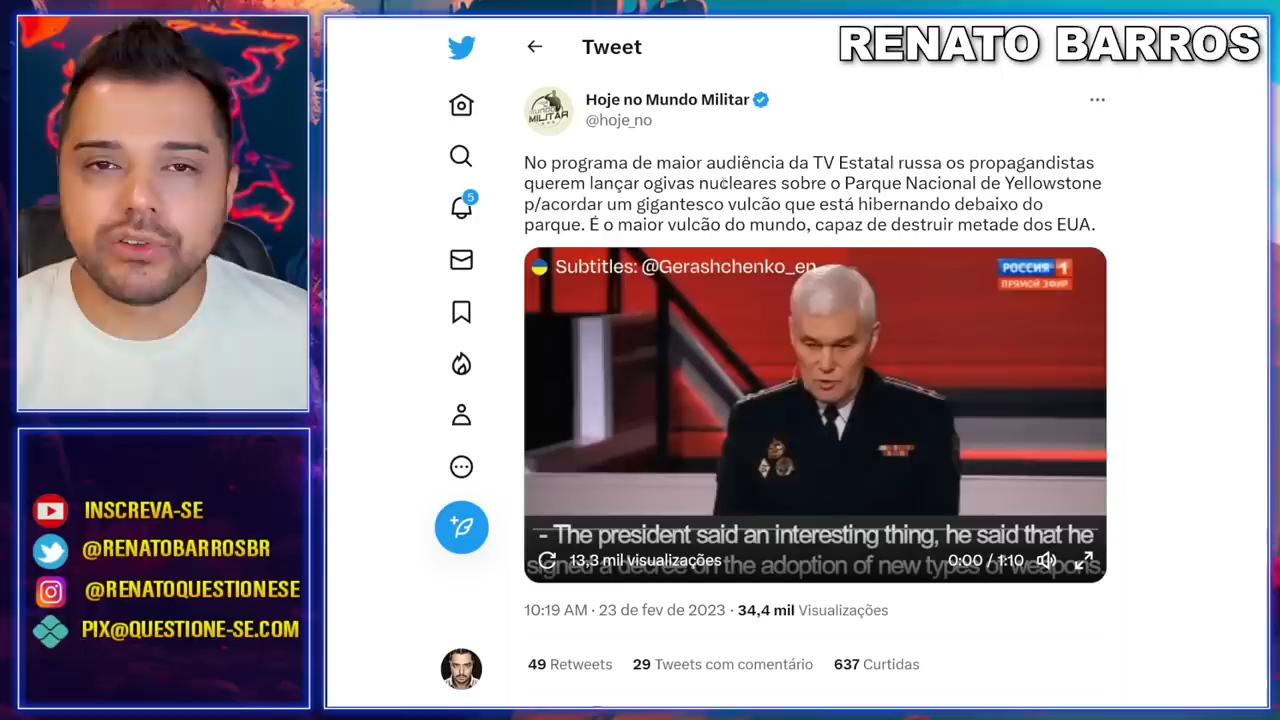 RENATO BARROS
Tweet
Hoje no Mundo Militar
@hoje_no
MILITAR
No programa de maior audiência da TV Estatal russa os propagandistas
querem lançar ogivas nucleares sobre o Parque Nacional de Yellowstone
p/acordar um gigantesco vulcão que está hibernando debaixo do
parque. É o maior vulcão do mundo, capaz de destruir metade dos EUA.
5
Subtitles: @Gerashchenko_en
РОССИЯ 1
ПРЯМОЙ ЭФИР
- The president said an interesting thing, he said that he
signed a decree on the adoption of new types of weapons.
13,3 mil visualizações
0:00 / 1:10
10:19 AM · 23 de fev de 2023 · 34,4 mil Visualizações
49 Retweets 29 Tweets com comentário 637 Curtidas
INSCREVA-SE
@RENATOBARROSBR
@RENATOQUESTIONESE
PIX@QUESTIONE-SE.COM